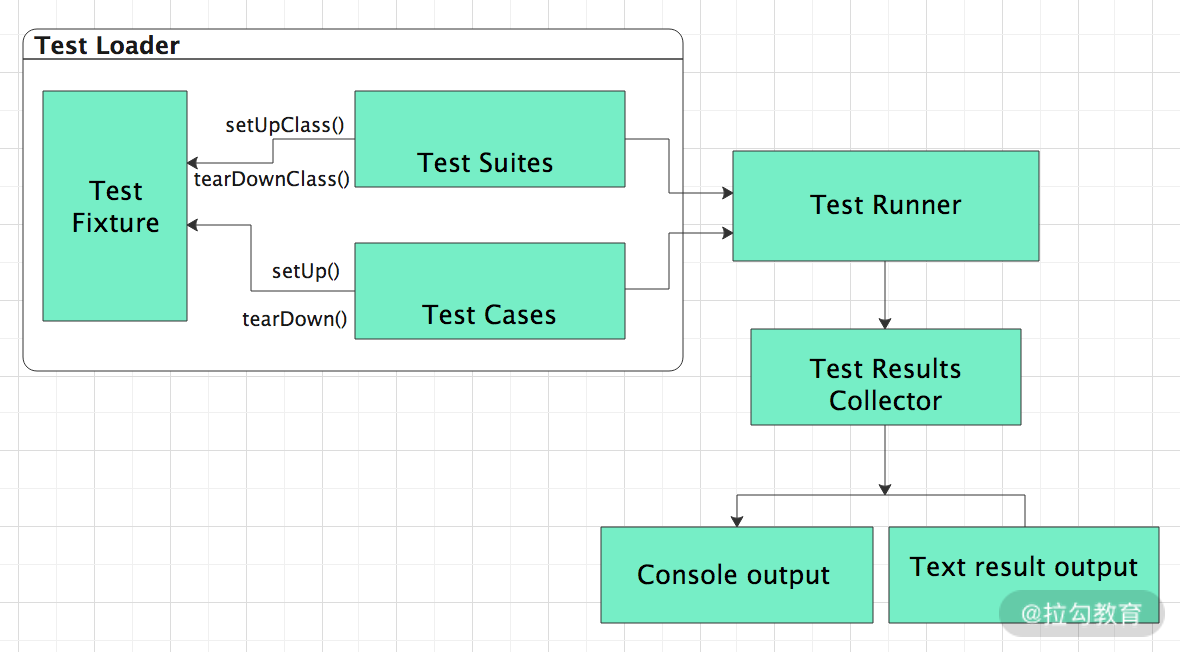 Test Loader
setUpClass()
tearDownClass()
Test Suites
Test
Fixture
setUp()
tearDown()
Test Cases
Test Runner
Test Results
Collector
Console output
Text result output
@拉勾教育